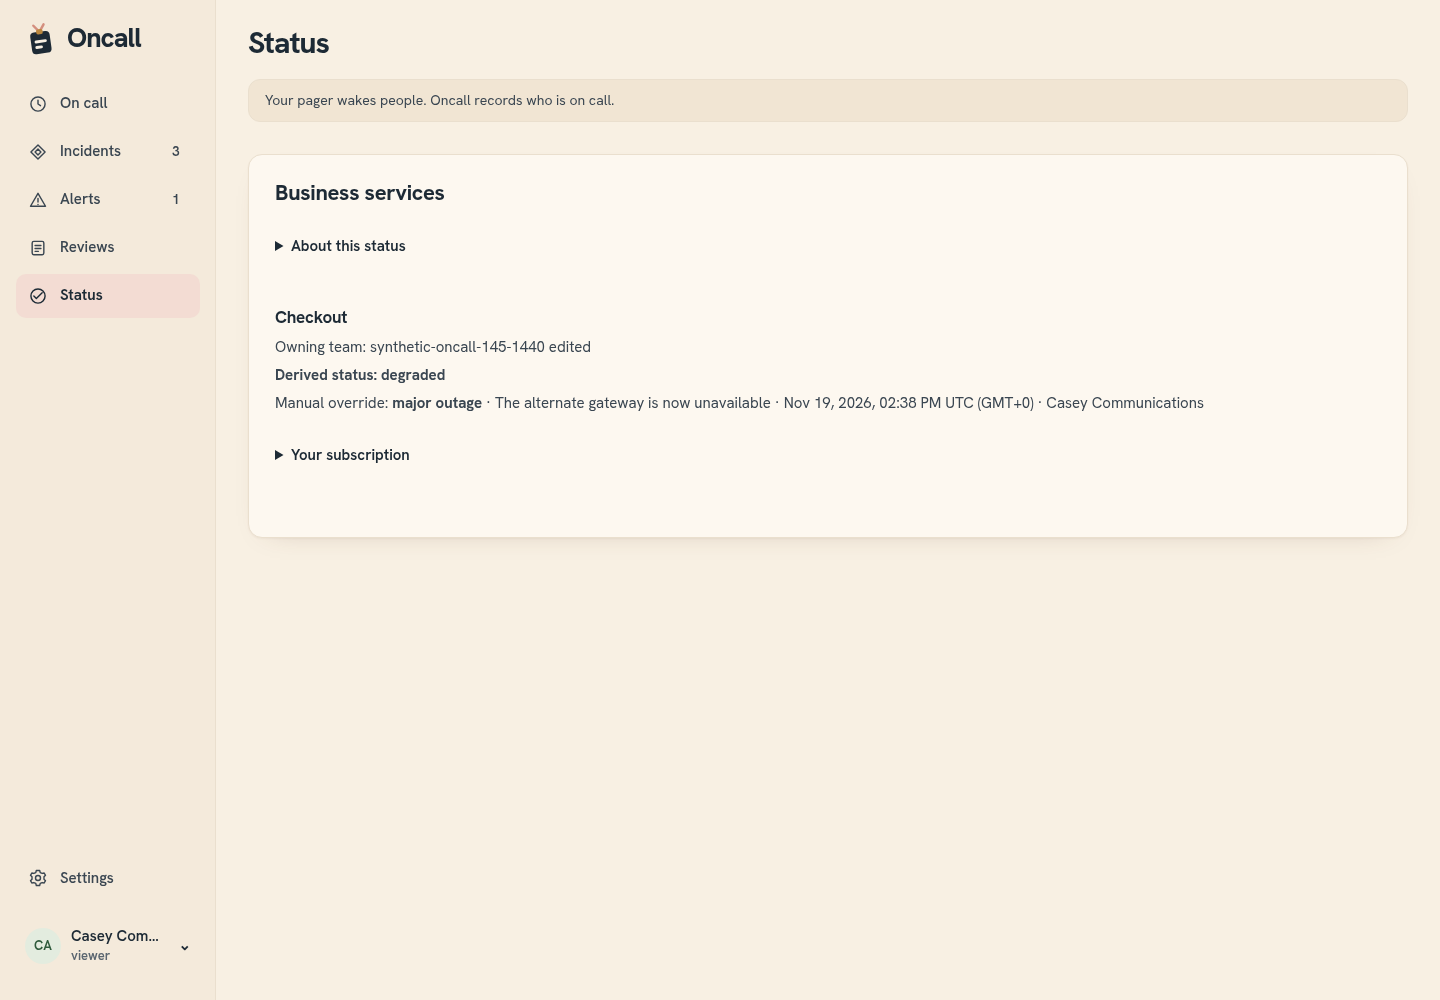 Oncall
On call
Incidents 3
Alerts 1
Reviews
Status
Settings
CA
Casey Com...
viewer
Status
Your pager wakes people. Oncall records who is on call.
Business services
About this status
Checkout
Owning team: synthetic-oncall-145-1440 edited
Derived status: degraded
Manual override: major outage · The alternate gateway is now unavailable · Nov 19, 2026, 02:38 PM UTC (GMT+0) · Casey Communications
Your subscription